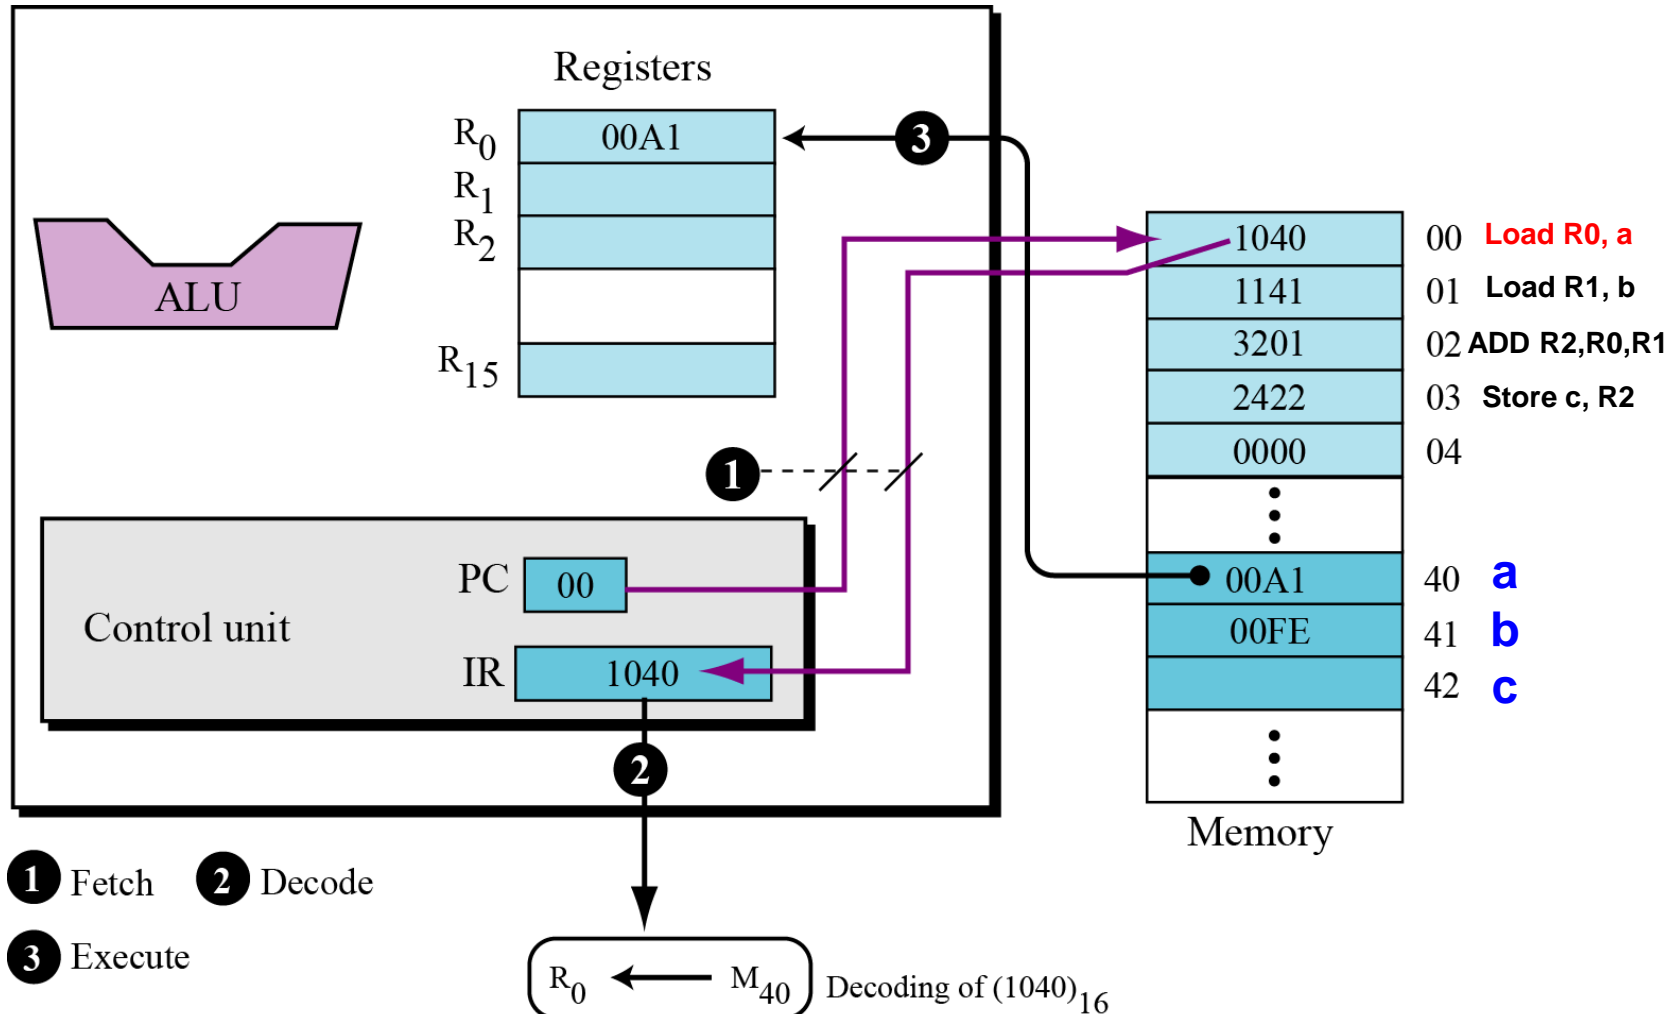 Registers
R0 00A1
R1
R2
R15
3
ALU
1
Control unit
PC 00
IR 1040
2
1040 00 Load R0, a
1141 01 Load R1, b
3201 02 ADD R2,R0,R1
2422 03 Store c, R2
0000 04
00A1 40 a
00FE 41 b
42 c
Memory
1 Fetch 2 Decode
3 Execute
R0 M40 Decoding of (1040)16